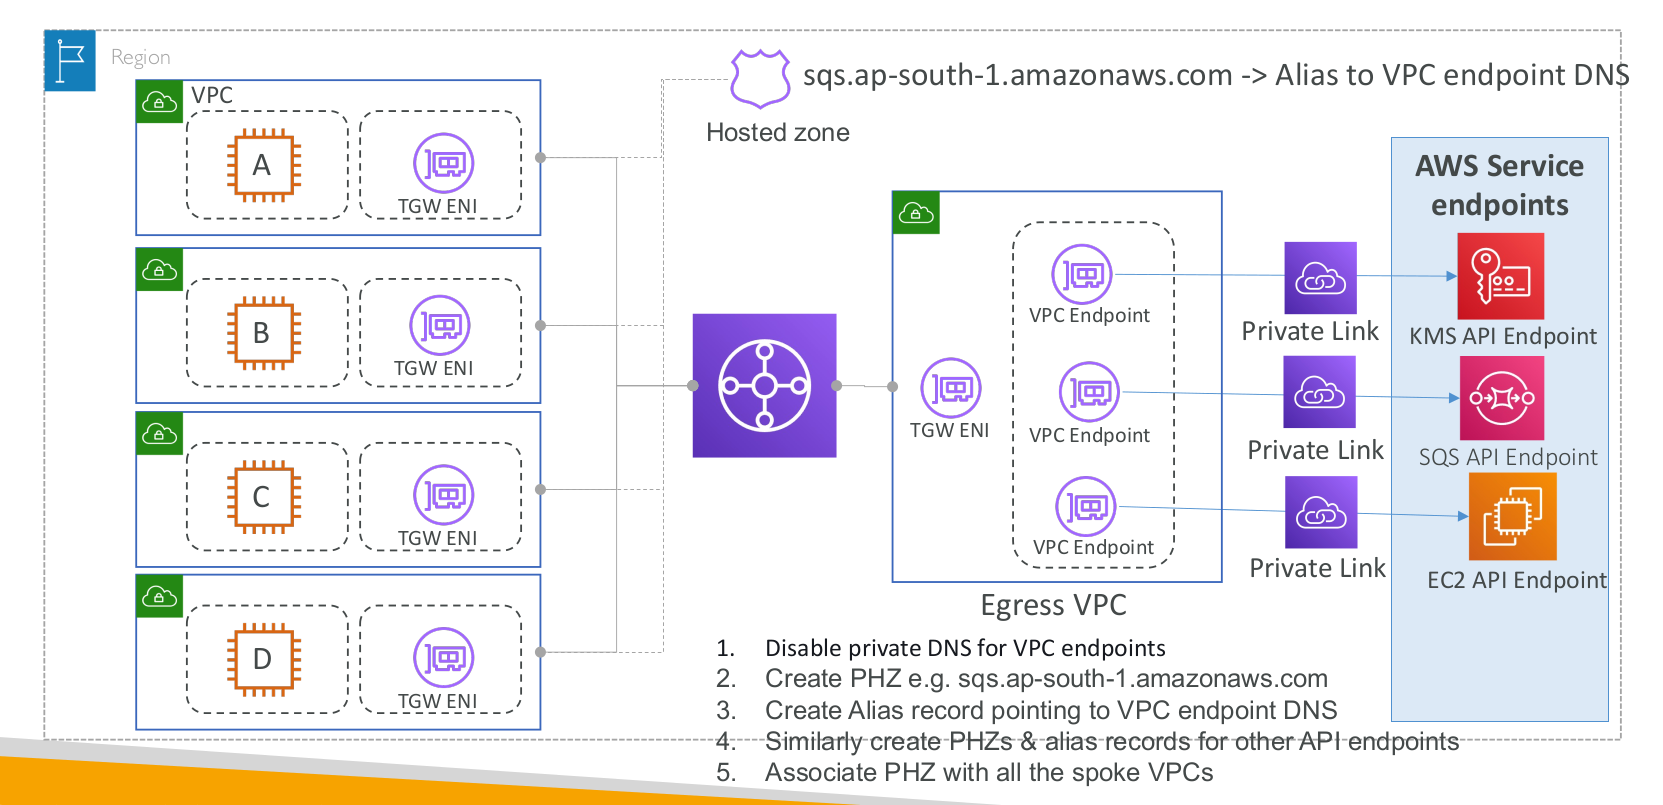 Region
sqs.ap-south-1.amazonaws.com -> Alias to VPC endpoint DNS
Hosted zone
VPC
A
TGW ENI
B
TGW ENI
C
TGW ENI
D
TGW ENI
TGW ENI
VPC Endpoint
VPC Endpoint
VPC Endpoint
Egress VPC
Private Link
Private Link
Private Link
AWS Service
endpoints
KMS API Endpoint
SQS API Endpoint
EC2 API Endpoint
1. Disable private DNS for VPC endpoints
2. Create PHZ e.g. sqs.ap-south-1.amazonaws.com
3. Create Alias record pointing to VPC endpoint DNS
4. Similarly create PHZs & alias records for other API endpoints
5. Associate PHZ with all the spoke VPCs